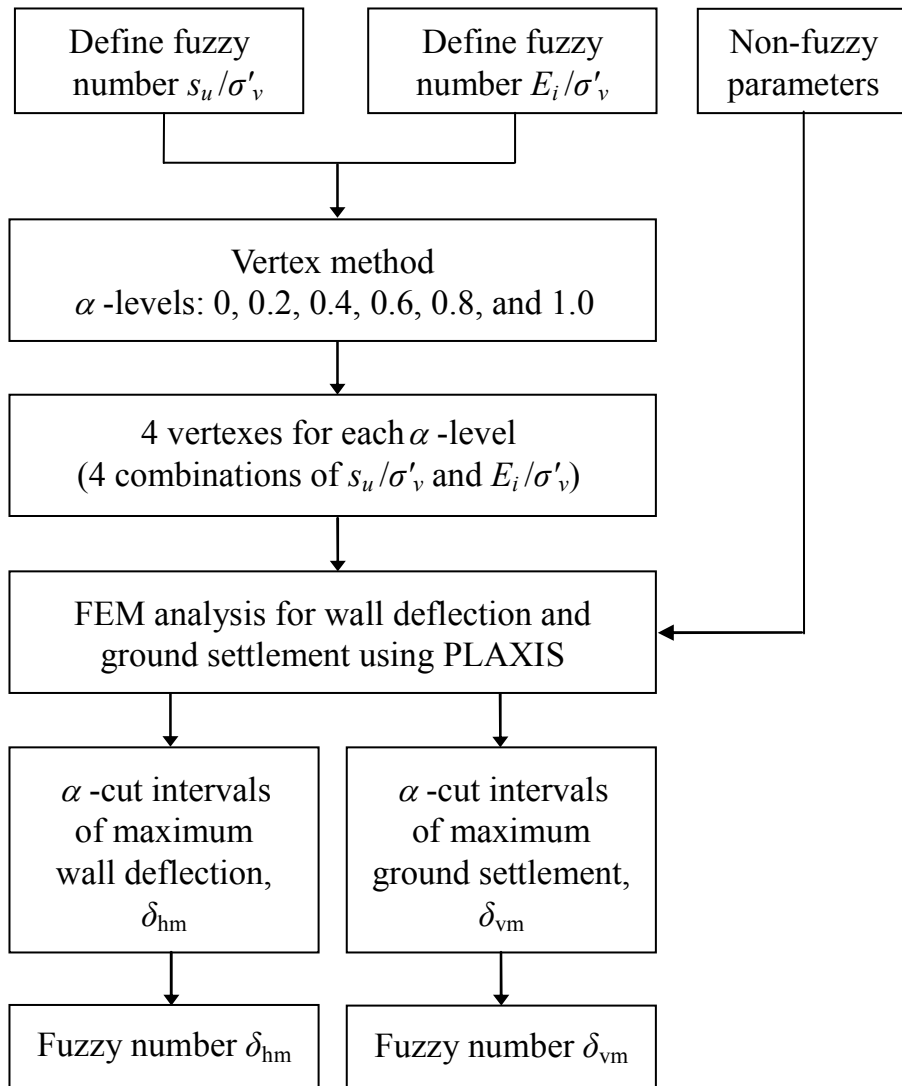 Define fuzzy
number s_u/σ′_v
Define fuzzy
number E_i/σ′_v
Non-fuzzy
parameters
Vertex method
α -levels: 0, 0.2, 0.4, 0.6, 0.8, and 1.0
4 vertexes for each α -level
(4 combinations of s_u/σ′_v and E_i/σ′_v)
FEM analysis for wall deflection and
ground settlement using PLAXIS
α -cut intervals
of maximum
wall deflection,
δ_hm
α -cut intervals
of maximum
ground settlement,
δ_vm
Fuzzy number δ_hm
Fuzzy number δ_vm